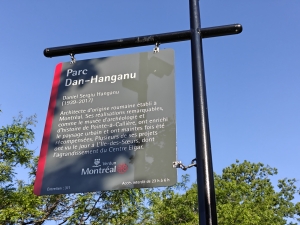 Parc
Dan-Hanganu
Daniel Sergiu Hanganu
(1939-2017)
Architecte d'origine roumaine établi à
Montréal. Ses réalisations remarquables,
comme le musée d'archéologie et
d'histoire de Pointe-à-Callière, ont enrichi
le paysage urbain et ont maintes fois été
récompensées. Plusieurs de ses projets
ont vu le jour à L'Île-des-Sœurs, dont
l'agrandissement du Centre Elgar.
Verdun
Montréal